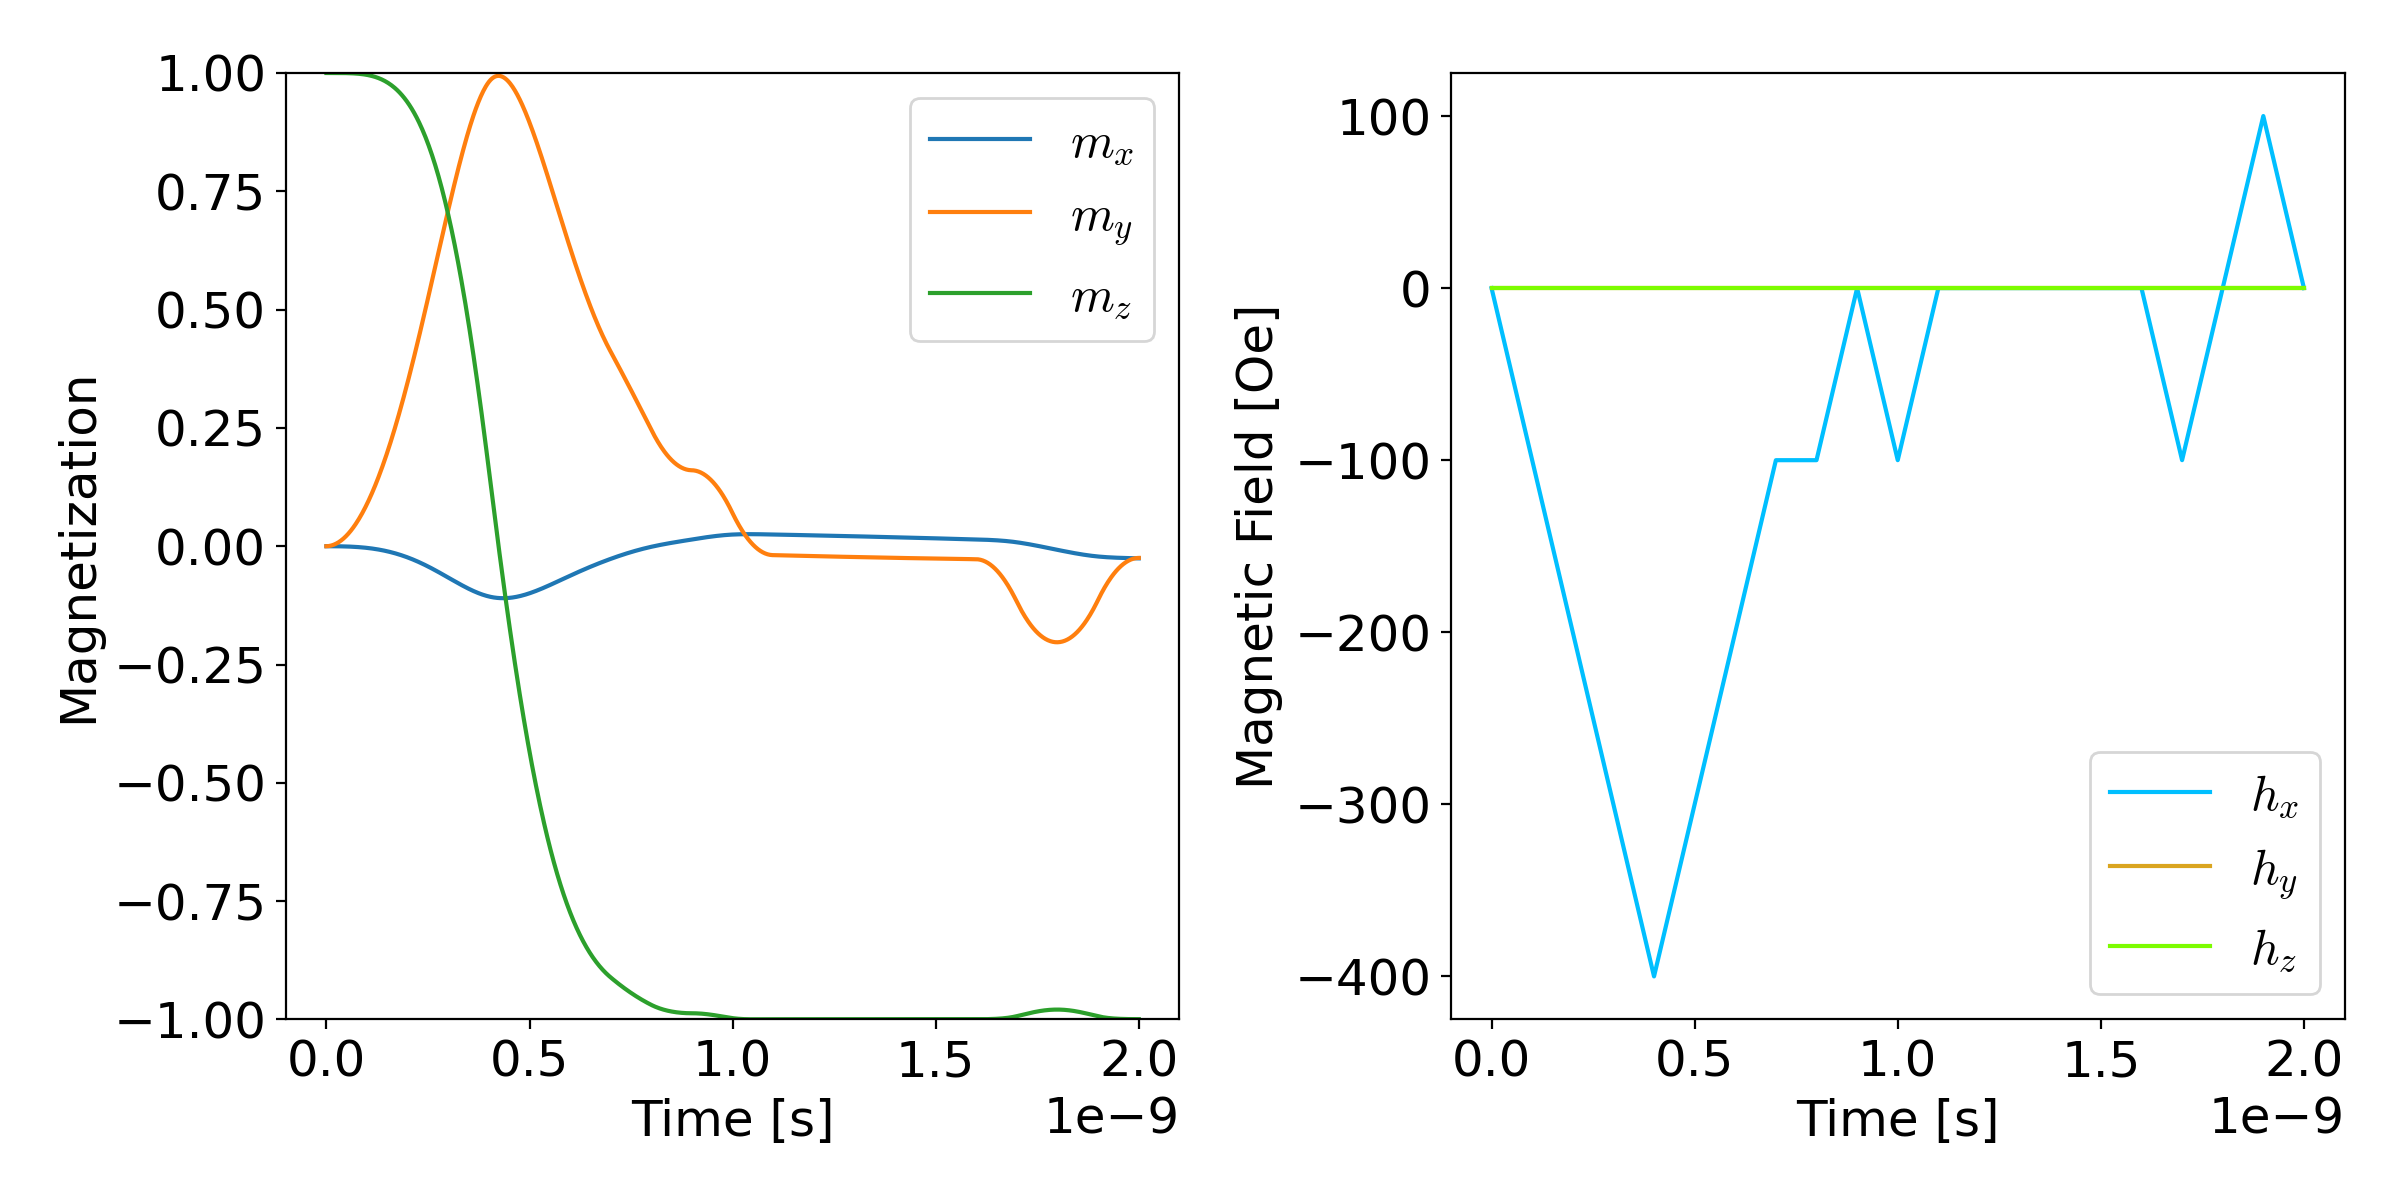 Magnetization
1.00
0.75
0.50
0.25
0.00
−0.25
−0.50
−0.75
−1.00
0.0 0.5 1.0 1.5 2.0
Time [s]
1e−9
m_x
m_y
m_z
Magnetic Field [Oe]
100
0
−100
−200
−300
−400
0.0 0.5 1.0 1.5 2.0
Time [s]
1e−9
h_x
h_y
h_z